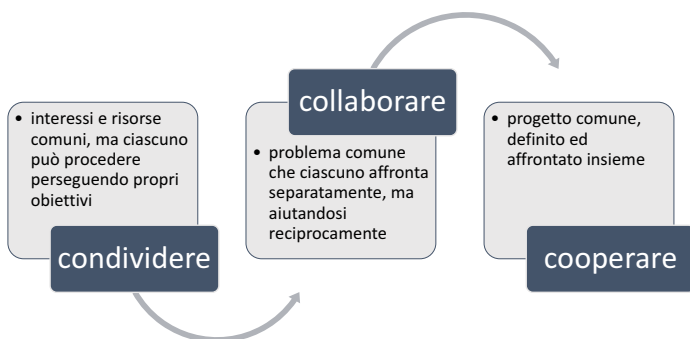 • interessi e risorse
comuni, ma ciascuno
può procedere
perseguendo propri
obiettivi
condividere
collaborare
• problema comune
che ciascuno affronta
separatamente, ma
aiutandosi
reciprocamente
• progetto comune,
definito ed
affrontato insieme
cooperare